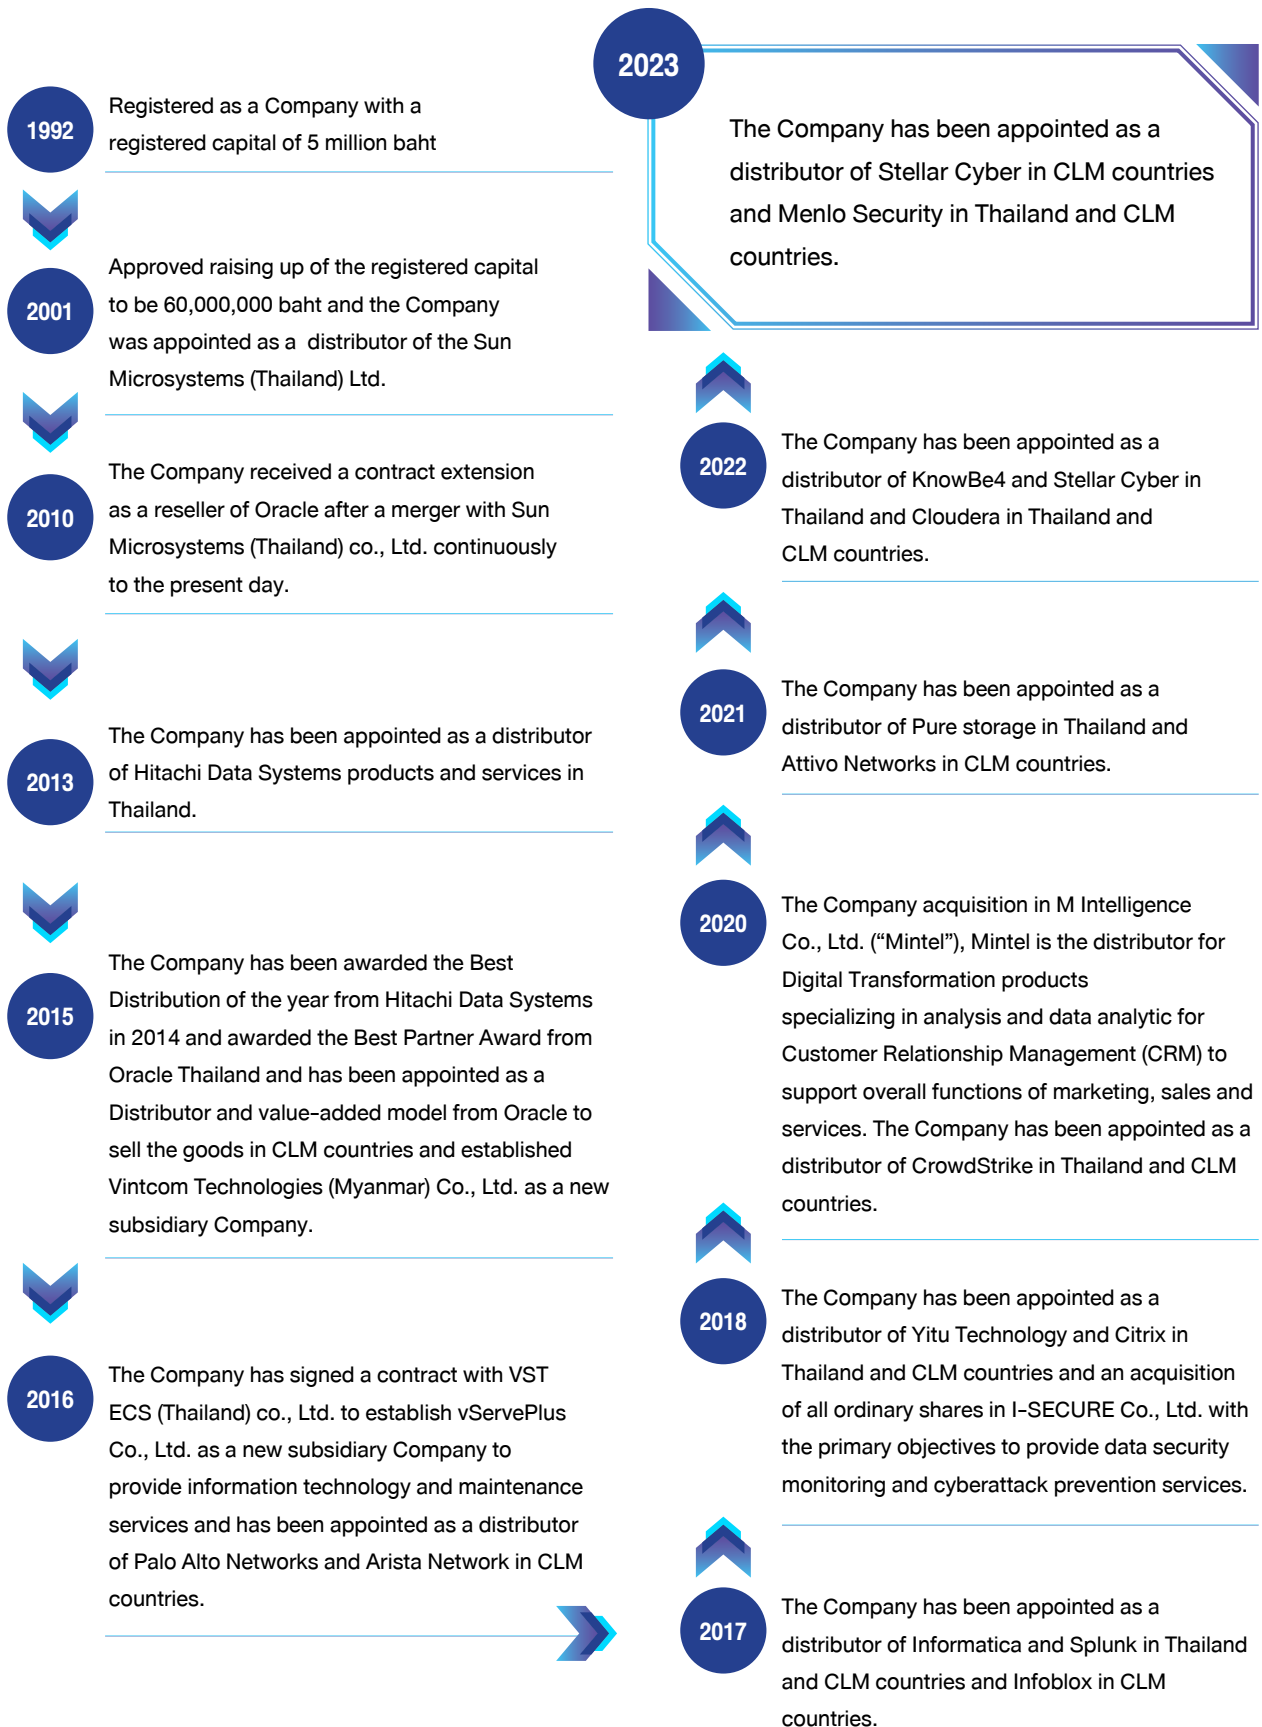 1992
Registered as a Company with a
registered capital of 5 million baht
2001
Approved raising up of the registered capital
to be 60,000,000 baht and the Company
was appointed as a distributor of the Sun
Microsystems (Thailand) Ltd.
2010
The Company received a contract extension
as a reseller of Oracle after a merger with Sun
Microsystems (Thailand) co., Ltd. continuously
to the present day.
2013
The Company has been appointed as a distributor
of Hitachi Data Systems products and services in
Thailand.
2015
The Company has been awarded the Best
Distribution of the year from Hitachi Data Systems
in 2014 and awarded the Best Partner Award from
Oracle Thailand and has been appointed as a
Distributor and value-added model from Oracle to
sell the goods in CLM countries and established
Vintcom Technologies (Myanmar) Co., Ltd. as a new
subsidiary Company.
2016
The Company has signed a contract with VST
ECS (Thailand) co., Ltd. to establish vServePlus
Co., Ltd. as a new subsidiary Company to
provide information technology and maintenance
services and has been appointed as a distributor
of Palo Alto Networks and Arista Network in CLM
countries.
2017
The Company has been appointed as a
distributor of Informatica and Splunk in Thailand
and CLM countries and Infoblox in CLM
countries.
2018
The Company has been appointed as a
distributor of Yitu Technology and Citrix in
Thailand and CLM countries and an acquisition
of all ordinary shares in I-SECURE Co., Ltd. with
the primary objectives to provide data security
monitoring and cyberattack prevention services.
2020
The Company acquisition in M Intelligence
Co., Ltd. (“Mintel”), Mintel is the distributor for
Digital Transformation products
specializing in analysis and data analytic for
Customer Relationship Management (CRM) to
support overall functions of marketing, sales and
services. The Company has been appointed as a
distributor of CrowdStrike in Thailand and CLM
countries.
2021
The Company has been appointed as a
distributor of Pure storage in Thailand and
Attivo Networks in CLM countries.
2022
The Company has been appointed as a
distributor of KnowBe4 and Stellar Cyber in
Thailand and Cloudera in Thailand and
CLM countries.
2023
The Company has been appointed as a
distributor of Stellar Cyber in CLM countries
and Menlo Security in Thailand and CLM
countries.